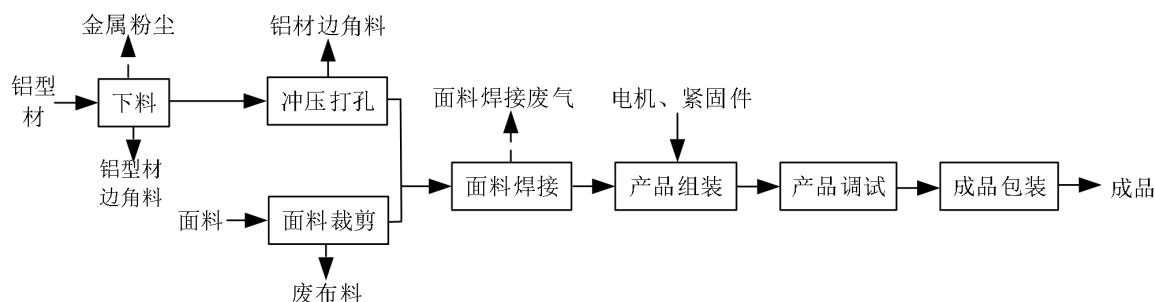 金属粉尘
铝材边角料
铝型
材
下料
冲压打孔
面料焊接废气
电机、紧固件
铝型材
边角料
面料焊接
产品组装
产品调试
成品包装
成品
面料
面料裁剪
废布料